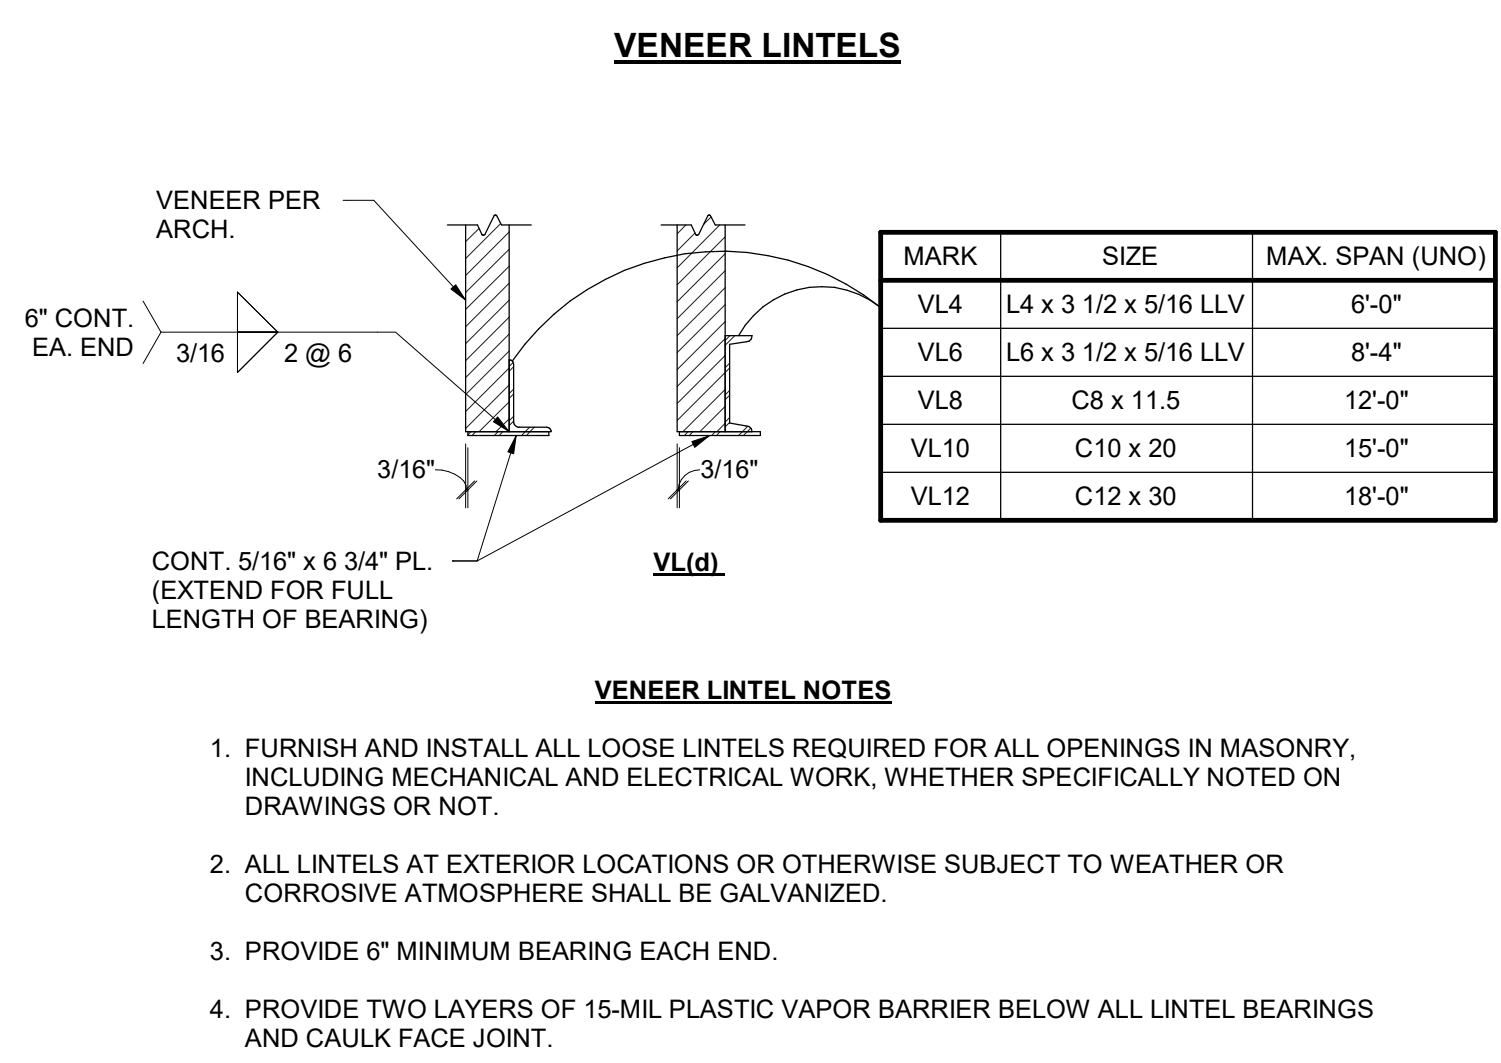 VENEER LINTELS
VENEER PER
ARCH.
6" CONT.
EA. END
3/16
2 @ 6
3/16"
3/16"
CONT. 5/16" x 6 3/4" PL.
(EXTEND FOR FULL
LENGTH OF BEARING)
VL(d)
MARK SIZE MAX. SPAN (UNO)
VL4 L4 x 3 1/2 x 5/16 LLV 6'-0"
VL6 L6 x 3 1/2 x 5/16 LLV 8'-4"
VL8 C8 x 11.5 12'-0"
VL10 C10 x 20 15'-0"
VL12 C12 x 30 18'-0"
VENEER LINTEL NOTES
1. FURNISH AND INSTALL ALL LOOSE LINTELS REQUIRED FOR ALL OPENINGS IN MASONRY,
INCLUDING MECHANICAL AND ELECTRICAL WORK, WHETHER SPECIFICALLY NOTED ON
DRAWINGS OR NOT.
2. ALL LINTELS AT EXTERIOR LOCATIONS OR OTHERWISE SUBJECT TO WEATHER OR
CORROSIVE ATMOSPHERE SHALL BE GALVANIZED.
3. PROVIDE 6" MINIMUM BEARING EACH END.
4. PROVIDE TWO LAYERS OF 15-MIL PLASTIC VAPOR BARRIER BELOW ALL LINTEL BEARINGS
AND CAULK FACE JOINT.